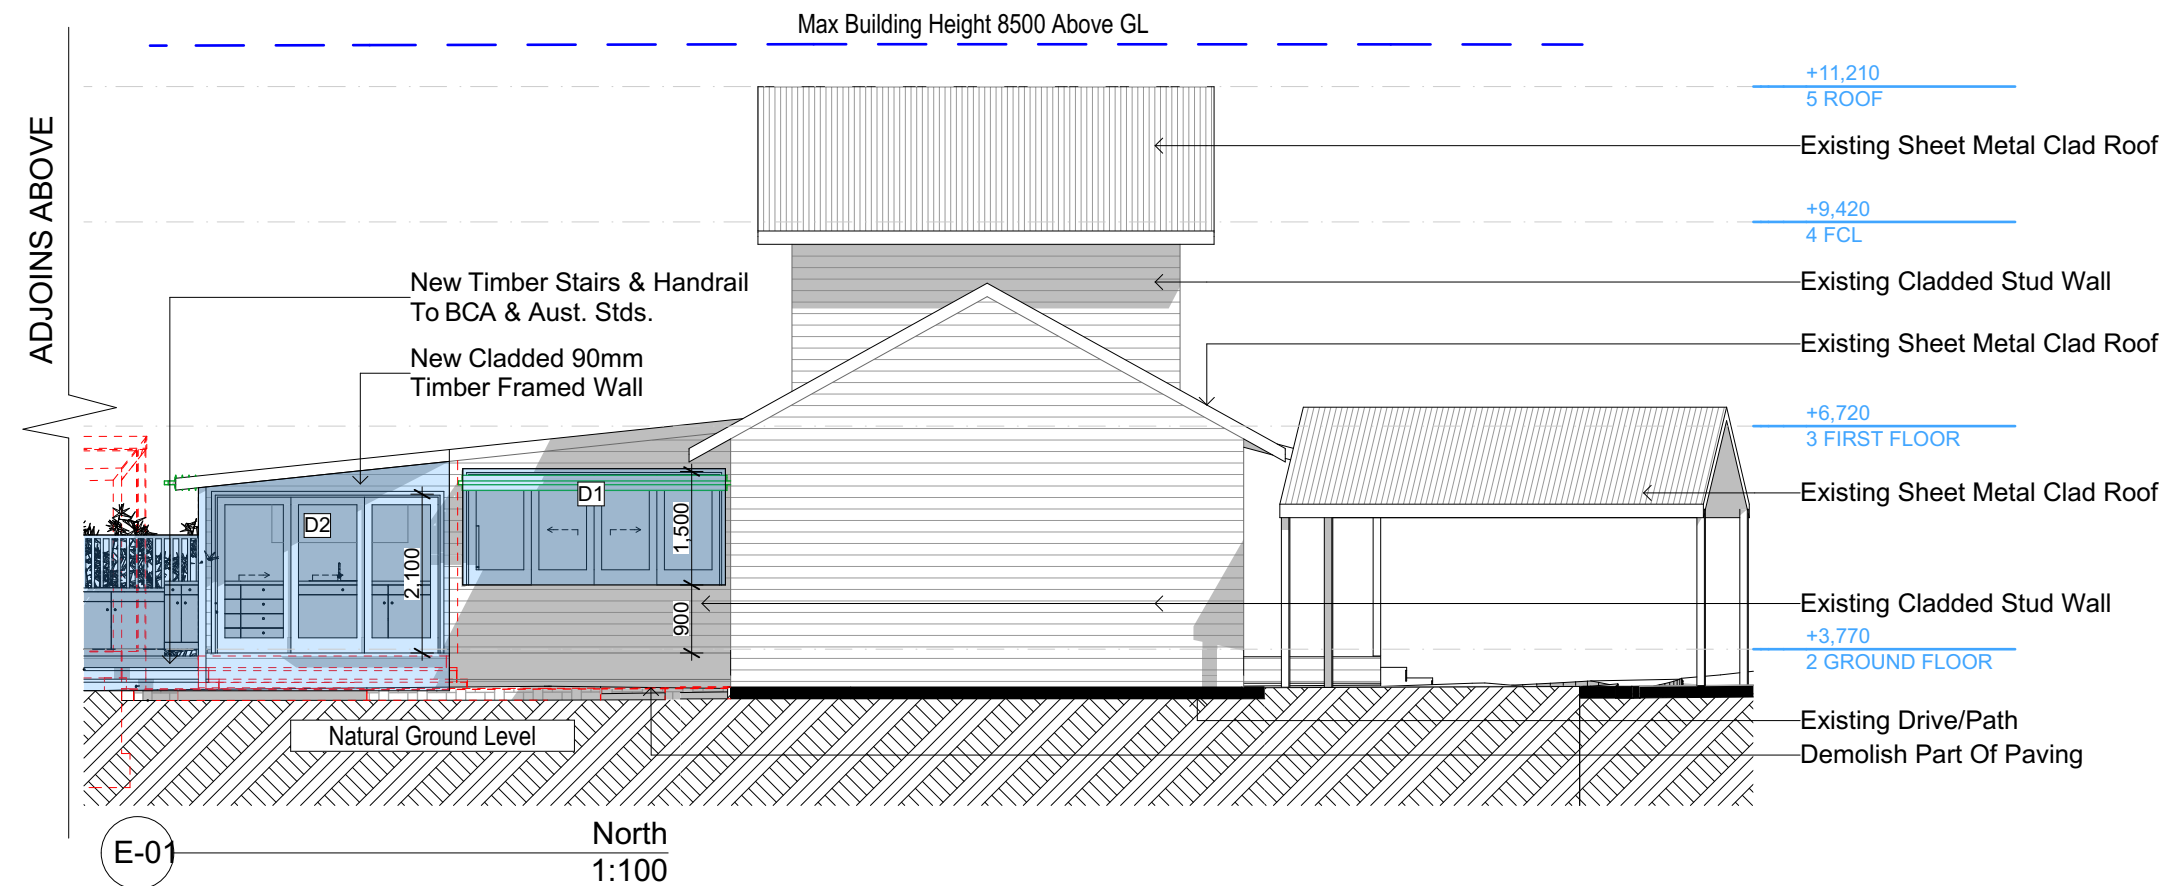 Max Building Height 8500 Above GL
ADJOINS ABOVE
+11,210
5 ROOF
Existing Sheet Metal Clad Roof
+9,420
4 FCL
New Timber Stairs & Handrail
To BCA & Aust. Stds.
Existing Cladded Stud Wall
New Cladded 90mm
Timber Framed Wall
Existing Sheet Metal Clad Roof
+6,720
3 FIRST FLOOR
D1
Existing Sheet Metal Clad Roof
D2
1,500
2,100
900
Existing Cladded Stud Wall
+3,770
2 GROUND FLOOR
Natural Ground Level
Existing Drive/Path
Demolish Part Of Paving
E-01
North
1:100